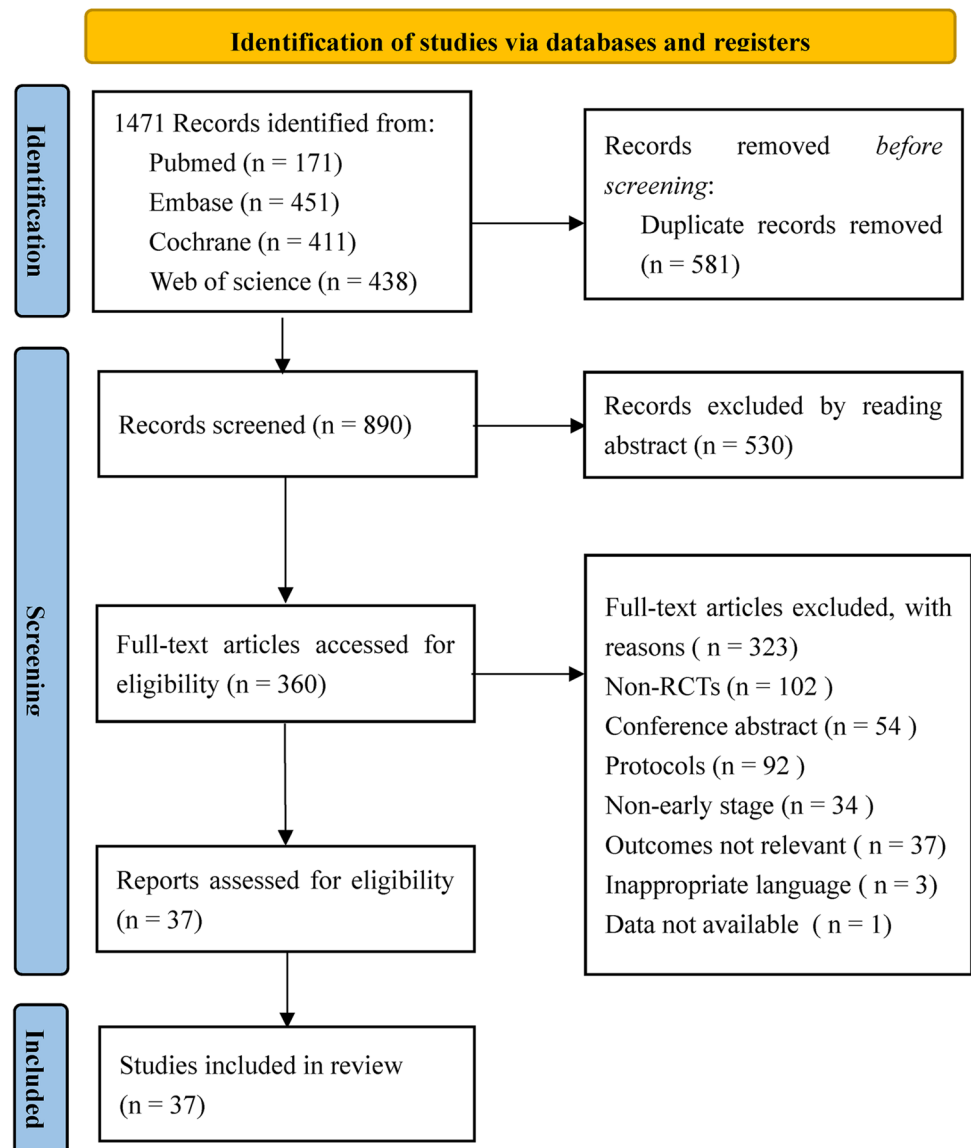 Identification of studies via databases and registers
Identification
1471 Records identified from:
Pubmed (n = 171)
Embase (n = 451)
Cochrane (n = 411)
Web of science (n = 438)
Records removed before
screening:
Duplicate records removed
(n = 581)
Screening
Records screened (n = 890)
Records excluded by reading
abstract (n = 530)
Full-text articles accessed for
eligibility (n = 360)
Full-text articles excluded, with
reasons ( n = 323)
Non-RCTs (n = 102 )
Conference abstract (n = 54 )
Protocols (n = 92 )
Non-early stage (n = 34 )
Outcomes not relevant ( n = 37)
Inappropriate language ( n = 3)
Data not available ( n = 1)
Reports assessed for eligibility
(n = 37)
Included
Studies included in review
(n = 37)